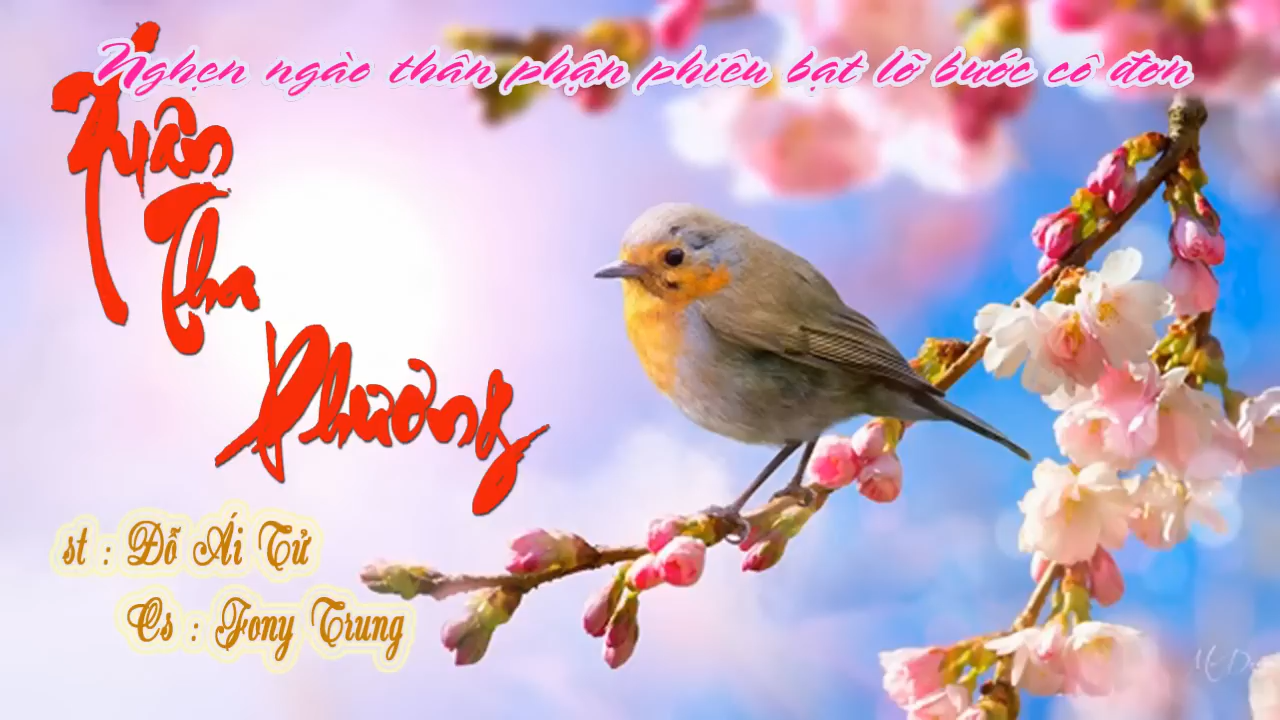 Nghẹn ngào thân phận phiêu bạt lỡ bước cô đơn
Xuân
Tha
Phương
st : Đỗ Ái Tử
Cs : Fony Trung